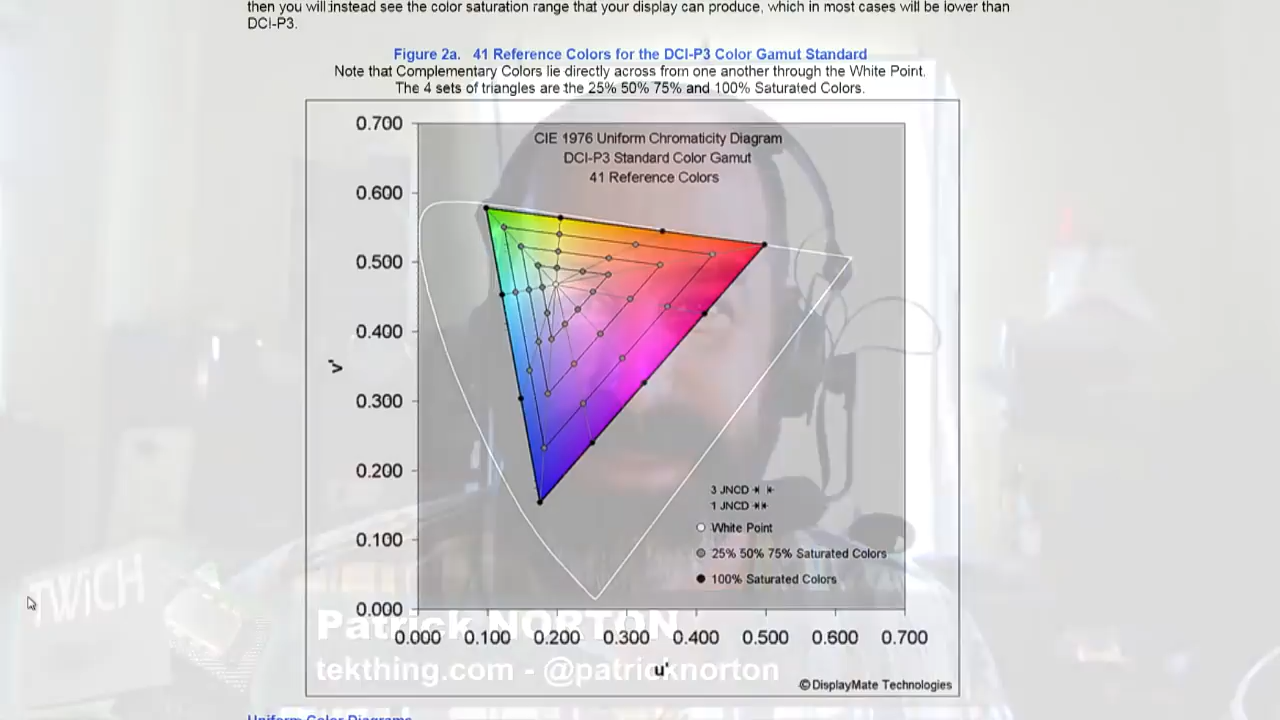 then you will instead see the color saturation range that your display can produce, which in most cases will be lower than
DCI-P3.
Figure 2a. 41 Reference Colors for the DCI-P3 Color Gamut Standard
Note that Complementary Colors lie directly across from one another through the White Point.
The 4 sets of triangles are the 25% 50% 75% and 100% Saturated Colors.
CIE 1976 Uniform Chromaticity Diagram
DCI-P3 Standard Color Gamut
41 Reference Colors
0.700
0.600
0.500
0.400
0.300
0.200
0.100
0.000
v'
3 JNCD
1 JNCD
White Point
25% 50% 75% Saturated Colors
100% Saturated Colors
0.000 0.100 0.200 0.300 0.400 0.500 0.600 0.700
u'
© DisplayMate Technologies
TWiCH
Patrick NORTON
tekthing.com - @patricknorton
Uniform Color Diagrams